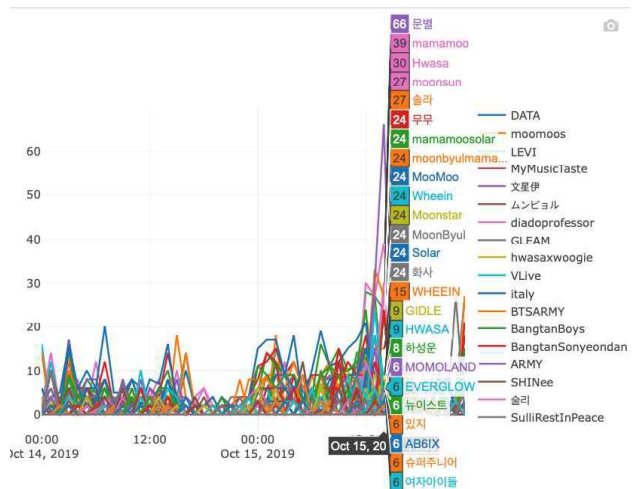 66 문별
39 mamamoo
30 Hwasa
27 moonsun
27 솔라
24 무무
24 mamamoosolar
24 moonbyulmama...
24 MooMoo
24 Wheein
24 Moonstar
24 MoonByul
24 Solar
24 화사
15 WHEEIN
9 GIDLE
9 HWASA
8 하성운
6 MOMOLAND
6 EVERGLOW
6 뉴이스트
6 있지
6 AB6IX
6 슈퍼주니어
6 여자아이들
DATA
moomoos
LEVI
MyMusicTaste
文星伊
ムンビョル
diadoprofessor
GLEAM
hwasaxwoogie
VLive
italy
BTSARMY
BangtanBoys
BangtanSonyeondan
ARMY
SHINee
술리
SulliRestInPeace
60
50
40
30
20
10
0
00:00
Oct 14, 2019
12:00
00:00
Oct 15, 2019
Oct 15, 20